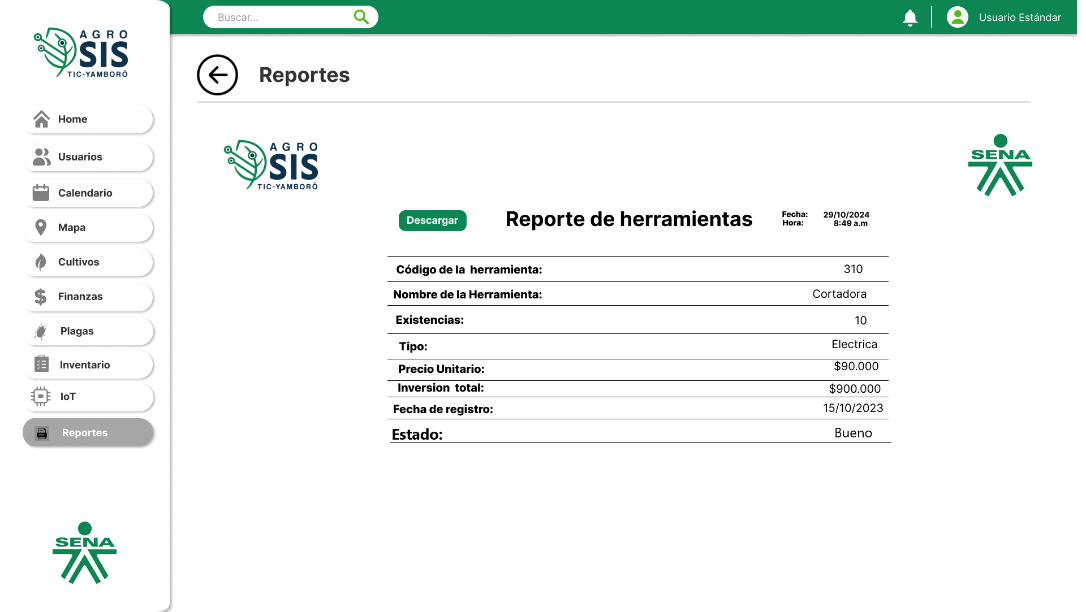 AGRO
SIS
TIC-YAMBORÓ
Home
Usuarios
Calendario
Mapa
Cultivos
Finanzas
Plagas
Inventario
IoT
Reportes
SENA
Buscar...
Usuario Estándar
Reportes
AGRO
SIS
TIC-YAMBORÓ
SENA
Descargar
Reporte de herramientas
Fecha: 29/10/2024
Hora: 8:49 a.m
Código de la herramienta: 310
Nombre de la Herramienta: Cortadora
Existencias: 10
Tipo: Electrica
Precio Unitario: $90.000
Inversion total: $900.000
Fecha de registro: 15/10/2023
Estado: Bueno